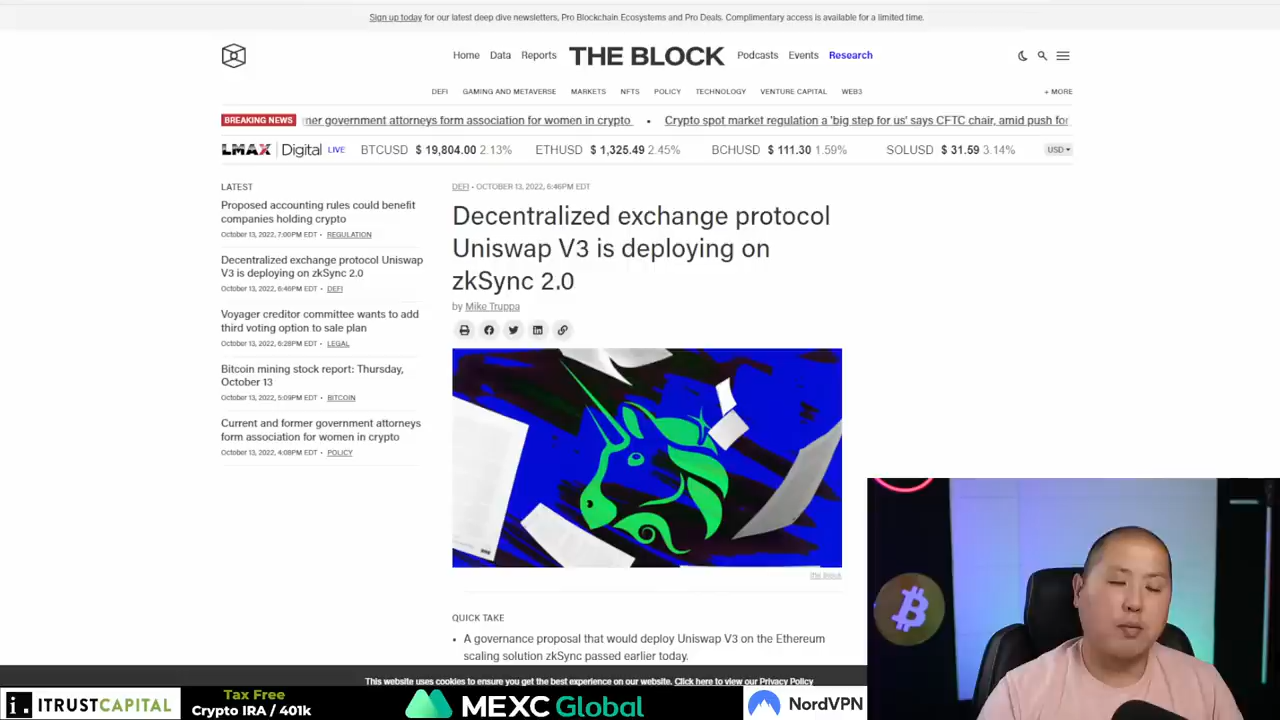 Sign up today for our latest deep dive newsletters, Pro Blockchain Ecosystems and Pro Deals. Complimentary access is available for a limited time.
Home Data Reports THE BLOCK Podcasts Events Research
DEFI GAMING AND METAVERSE MARKETS NFTS POLICY TECHNOLOGY VENTURE CAPITAL WEB3 + MORE
BREAKING NEWS government attorneys form association for women in crypto • Crypto spot market regulation a 'big step for us' says CFTC chair, amid push
LMAX Digital LIVE BTCUSD $ 19,804.00 2.13% ETHUSD $ 1,325.49 2.45% BCHUSD $ 111.30 1.59% SOLUSD $ 31.59 3.14% USD
LATEST
Proposed accounting rules could benefit
companies holding crypto
October 13, 2022, 7:00PM EDT • REGULATION
Decentralized exchange protocol Uniswap
V3 is deploying on zkSync 2.0
October 13, 2022, 6:46PM EDT • DEFI
Voyager creditor committee wants to add
third voting option to sale plan
October 13, 2022, 6:28PM EDT • LEGAL
Bitcoin mining stock report: Thursday,
October 13
October 13, 2022, 5:09PM EDT • BITCOIN
Current and former government attorneys
form association for women in crypto
October 13, 2022, 4:08PM EDT • POLICY
DEFI • OCTOBER 13, 2022, 6:46PM EDT
Decentralized exchange protocol
Uniswap V3 is deploying on
zkSync 2.0
by Mike Truppa
The Block
QUICK TAKE
• A governance proposal that would deploy Uniswap V3 on the Ethereum
scaling solution zkSync passed earlier today.
This website uses cookies to ensure you get the best experience on our website. Click here to view our Privacy Policy
i. ITRUSTCAPITAL
Tax Free
Crypto IRA / 401k
MEXC Global
NordVPN